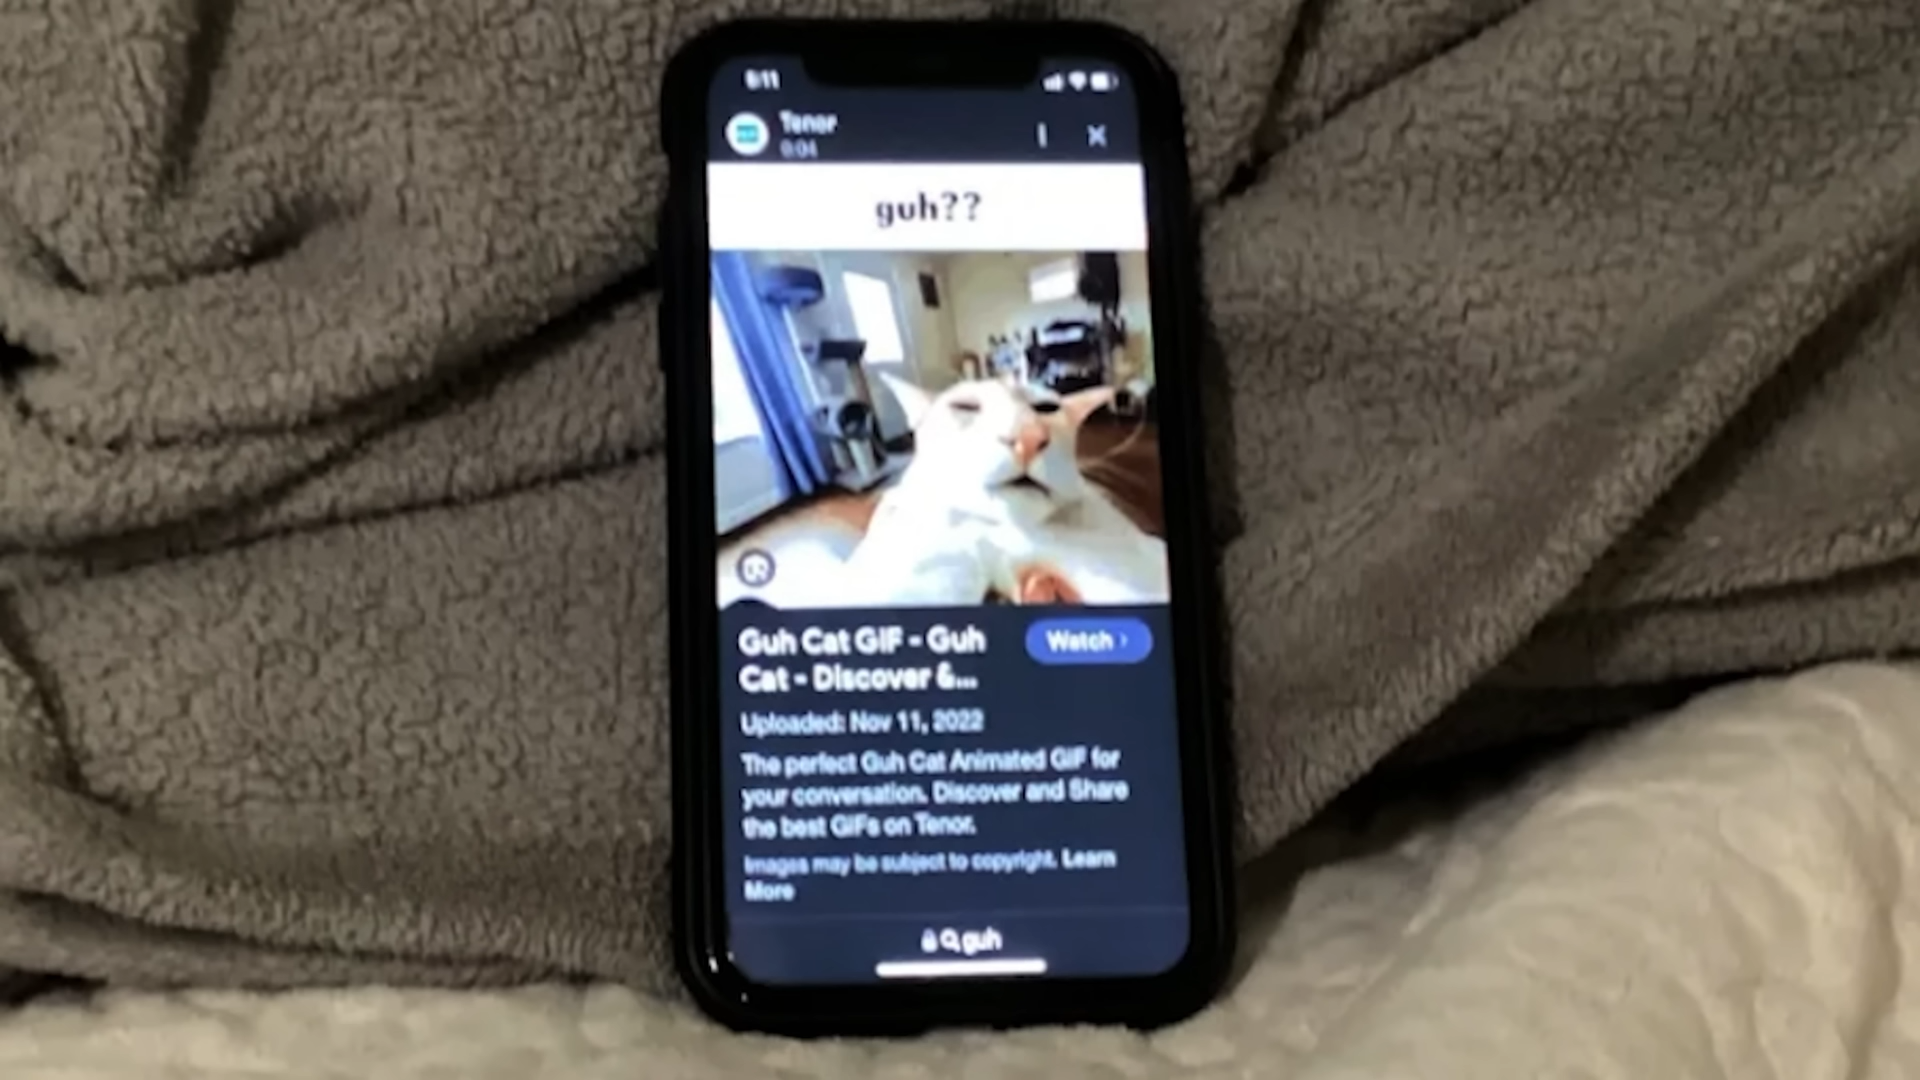 Tenor
0:04
guh??
Guh Cat GIF - Guh
Cat - Discover &...
Watch
Uploaded: Nov 11, 2022
The perfect Guh Cat Animated GIF for
your conversation. Discover and Share
the best GIFs on Tenor.
Images may be subject to copyright. Learn
More
guh